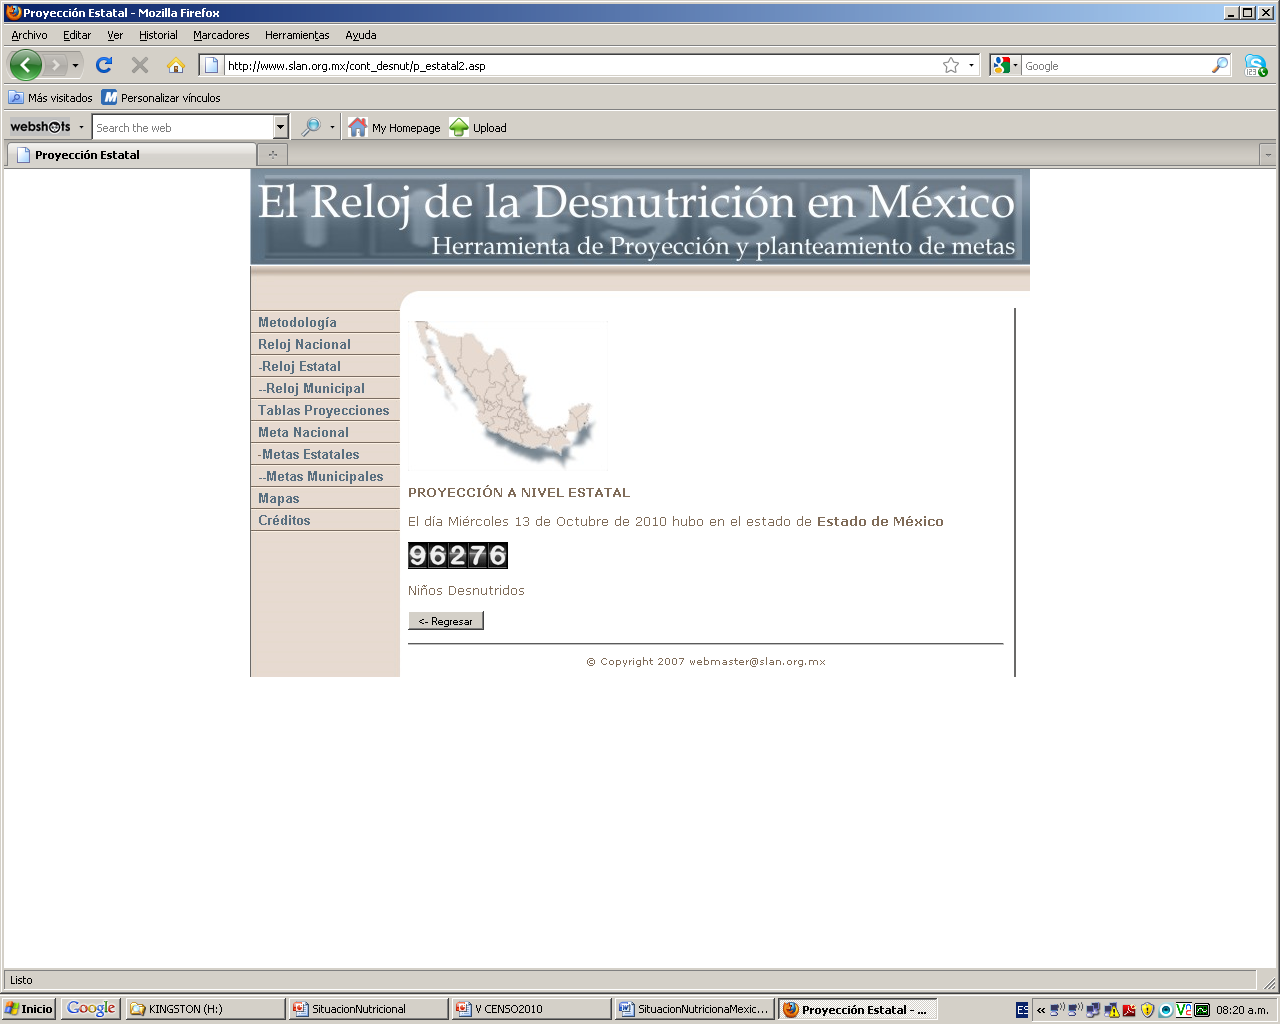 Proyección Estatal - Mozilla Firefox
Archivo Editar Ver Historial Marcadores Herramientas Ayuda
http://www.slan.org.mx/cont_desnut/p_estatal2.asp
Google
Más visitados Personalizar vínculos
webshots Search the web My Homepage Upload
Proyección Estatal
El Reloj de la Desnutrición en México
Herramienta de Proyección y planteamiento de metas
Metodología
Reloj Nacional
-Reloj Estatal
--Reloj Municipal
Tablas Proyecciones
Meta Nacional
-Metas Estatales
--Metas Municipales
Mapas
Créditos
PROYECCIÓN A NIVEL ESTATAL
El día Miércoles 13 de Octubre de 2010 hubo en el estado de Estado de México
96276
Niños Desnutridos
<- Regresar
© Copyright 2007 webmaster@slan.org.mx
Listo
Inicio Google KINGSTON (H:) SituacionNutricional V CENSO2010 SituacionNutricionaMexic... Proyección Estatal - ... ES « 08:20 a.m.